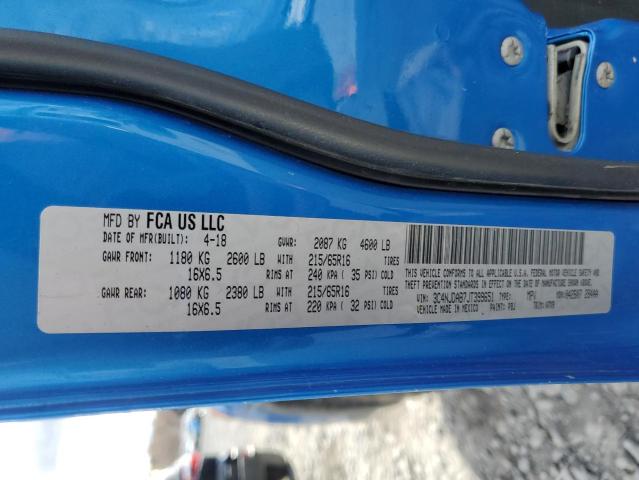 MFD BY FCA US LLC
DATE OF MFR(BUILT): 4-18 GVWR: 2087 KG 4600 LB
GAWR FRONT: 1180 KG 2600 LB 215/65R16 TIRES
16X6.5 RIMS AT 240 KPA ( 35 PSI) COLD
GAWR REAR: 1080 KG 2380 LB 215/65R16 TIRES
16X6.5 RIMS AT 220 KPA ( 32 PSI) COLD
THIS VEHICLE CONFORMS TO ALL APPLICABLE U.S.A. FEDERAL MOTOR VEHICLE SAFETY AND
THEFT PREVENTION STANDARDS IN EFFECT ON THE DATE OF MANUFACTURE SHOWN ABOVE.
VIN: 3C4NJDAB7JT399651 TYPE: MPV
VEHICLE MADE IN MEXICO PAINT: PBJ TRIM: